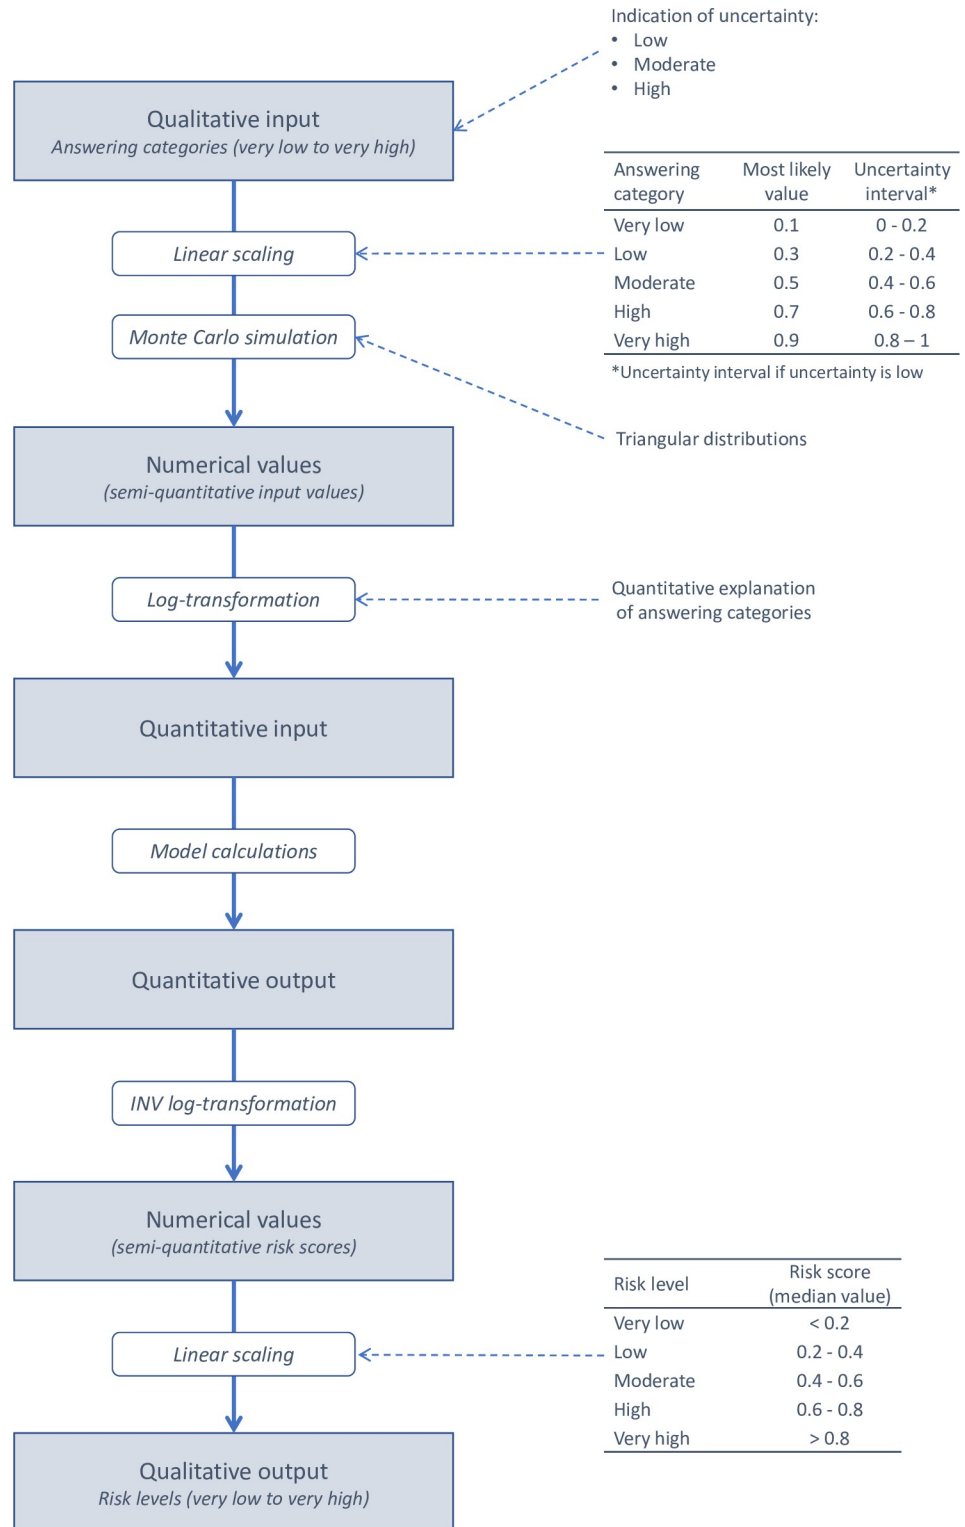 Indication of uncertainty:
• Low
• Moderate
• High
Qualitative input
Answering categories (very low to very high)
Answering category Most likely value Uncertainty interval*
Very low 0.1 0 - 0.2
Low 0.3 0.2 - 0.4
Moderate 0.5 0.4 - 0.6
High 0.7 0.6 - 0.8
Very high 0.9 0.8 – 1
*Uncertainty interval if uncertainty is low
Linear scaling
Monte Carlo simulation
Triangular distributions
Numerical values
(semi-quantitative input values)
Log-transformation
Quantitative explanation
of answering categories
Quantitative input
Model calculations
Quantitative output
INV log-transformation
Numerical values
(semi-quantitative risk scores)
Linear scaling
Risk level Risk score
(median value)
Very low < 0.2
Low 0.2 - 0.4
Moderate 0.4 - 0.6
High 0.6 - 0.8
Very high > 0.8
Qualitative output
Risk levels (very low to very high)